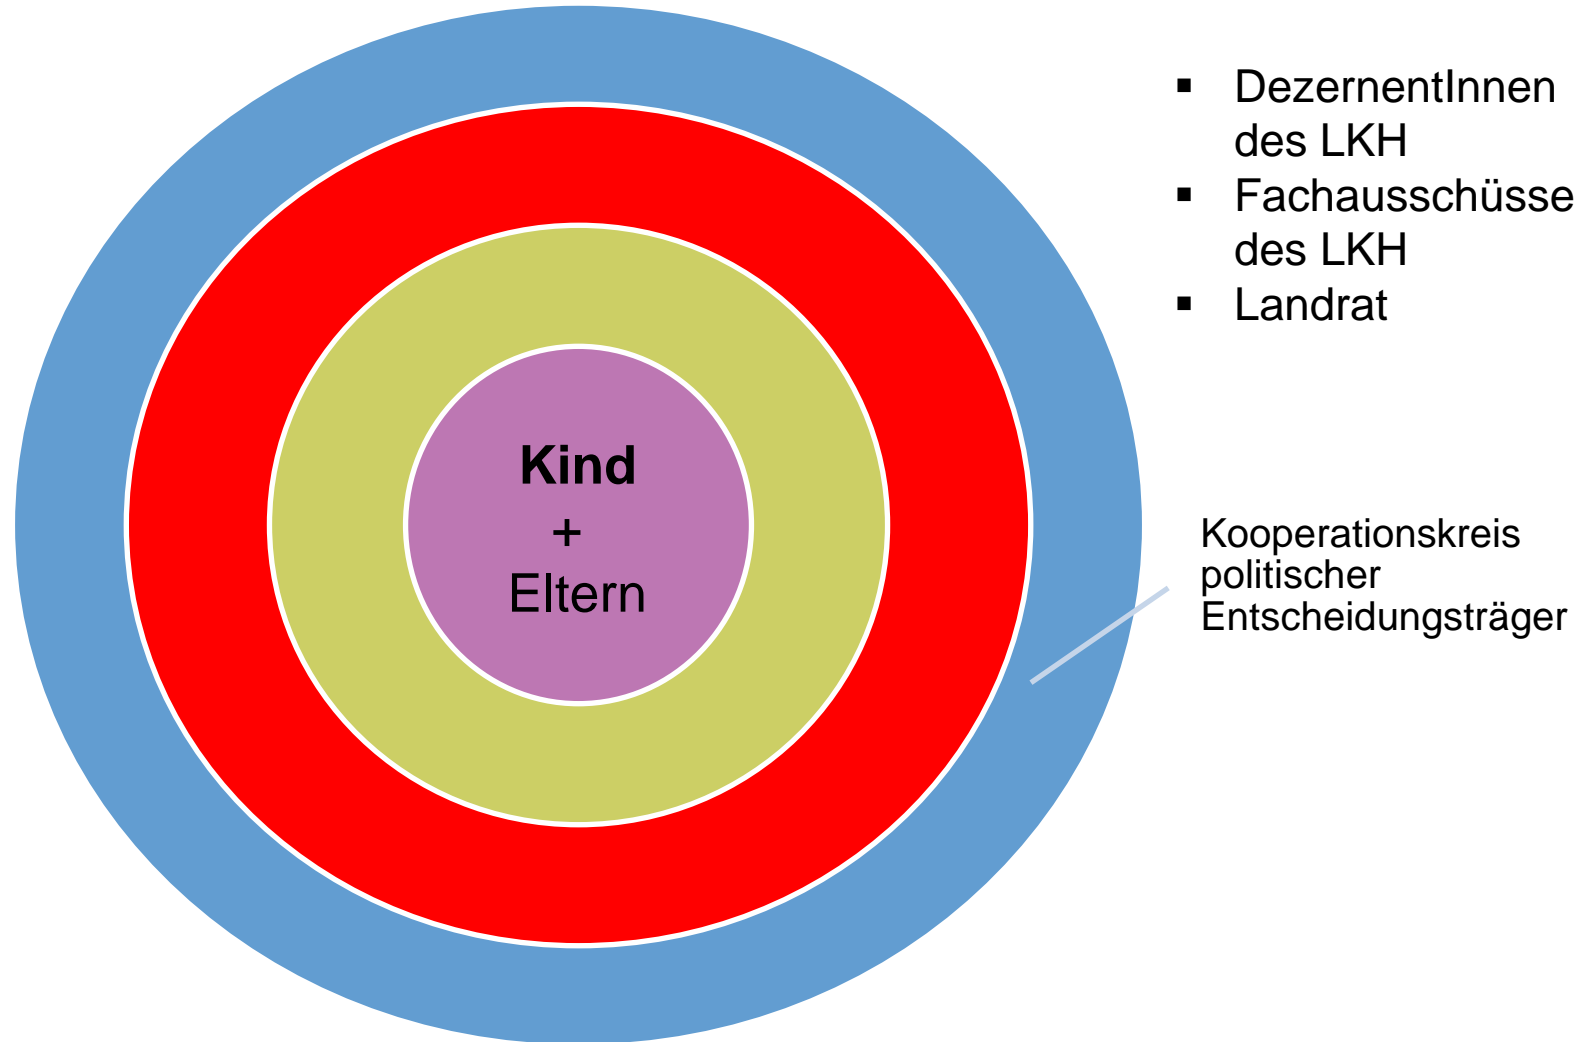 ▪ DezernentInnen
des LKH
▪ Fachausschüsse
des LKH
▪ Landrat
Kind
+
Eltern
Kooperationskreis
politischer
Entscheidungsträger